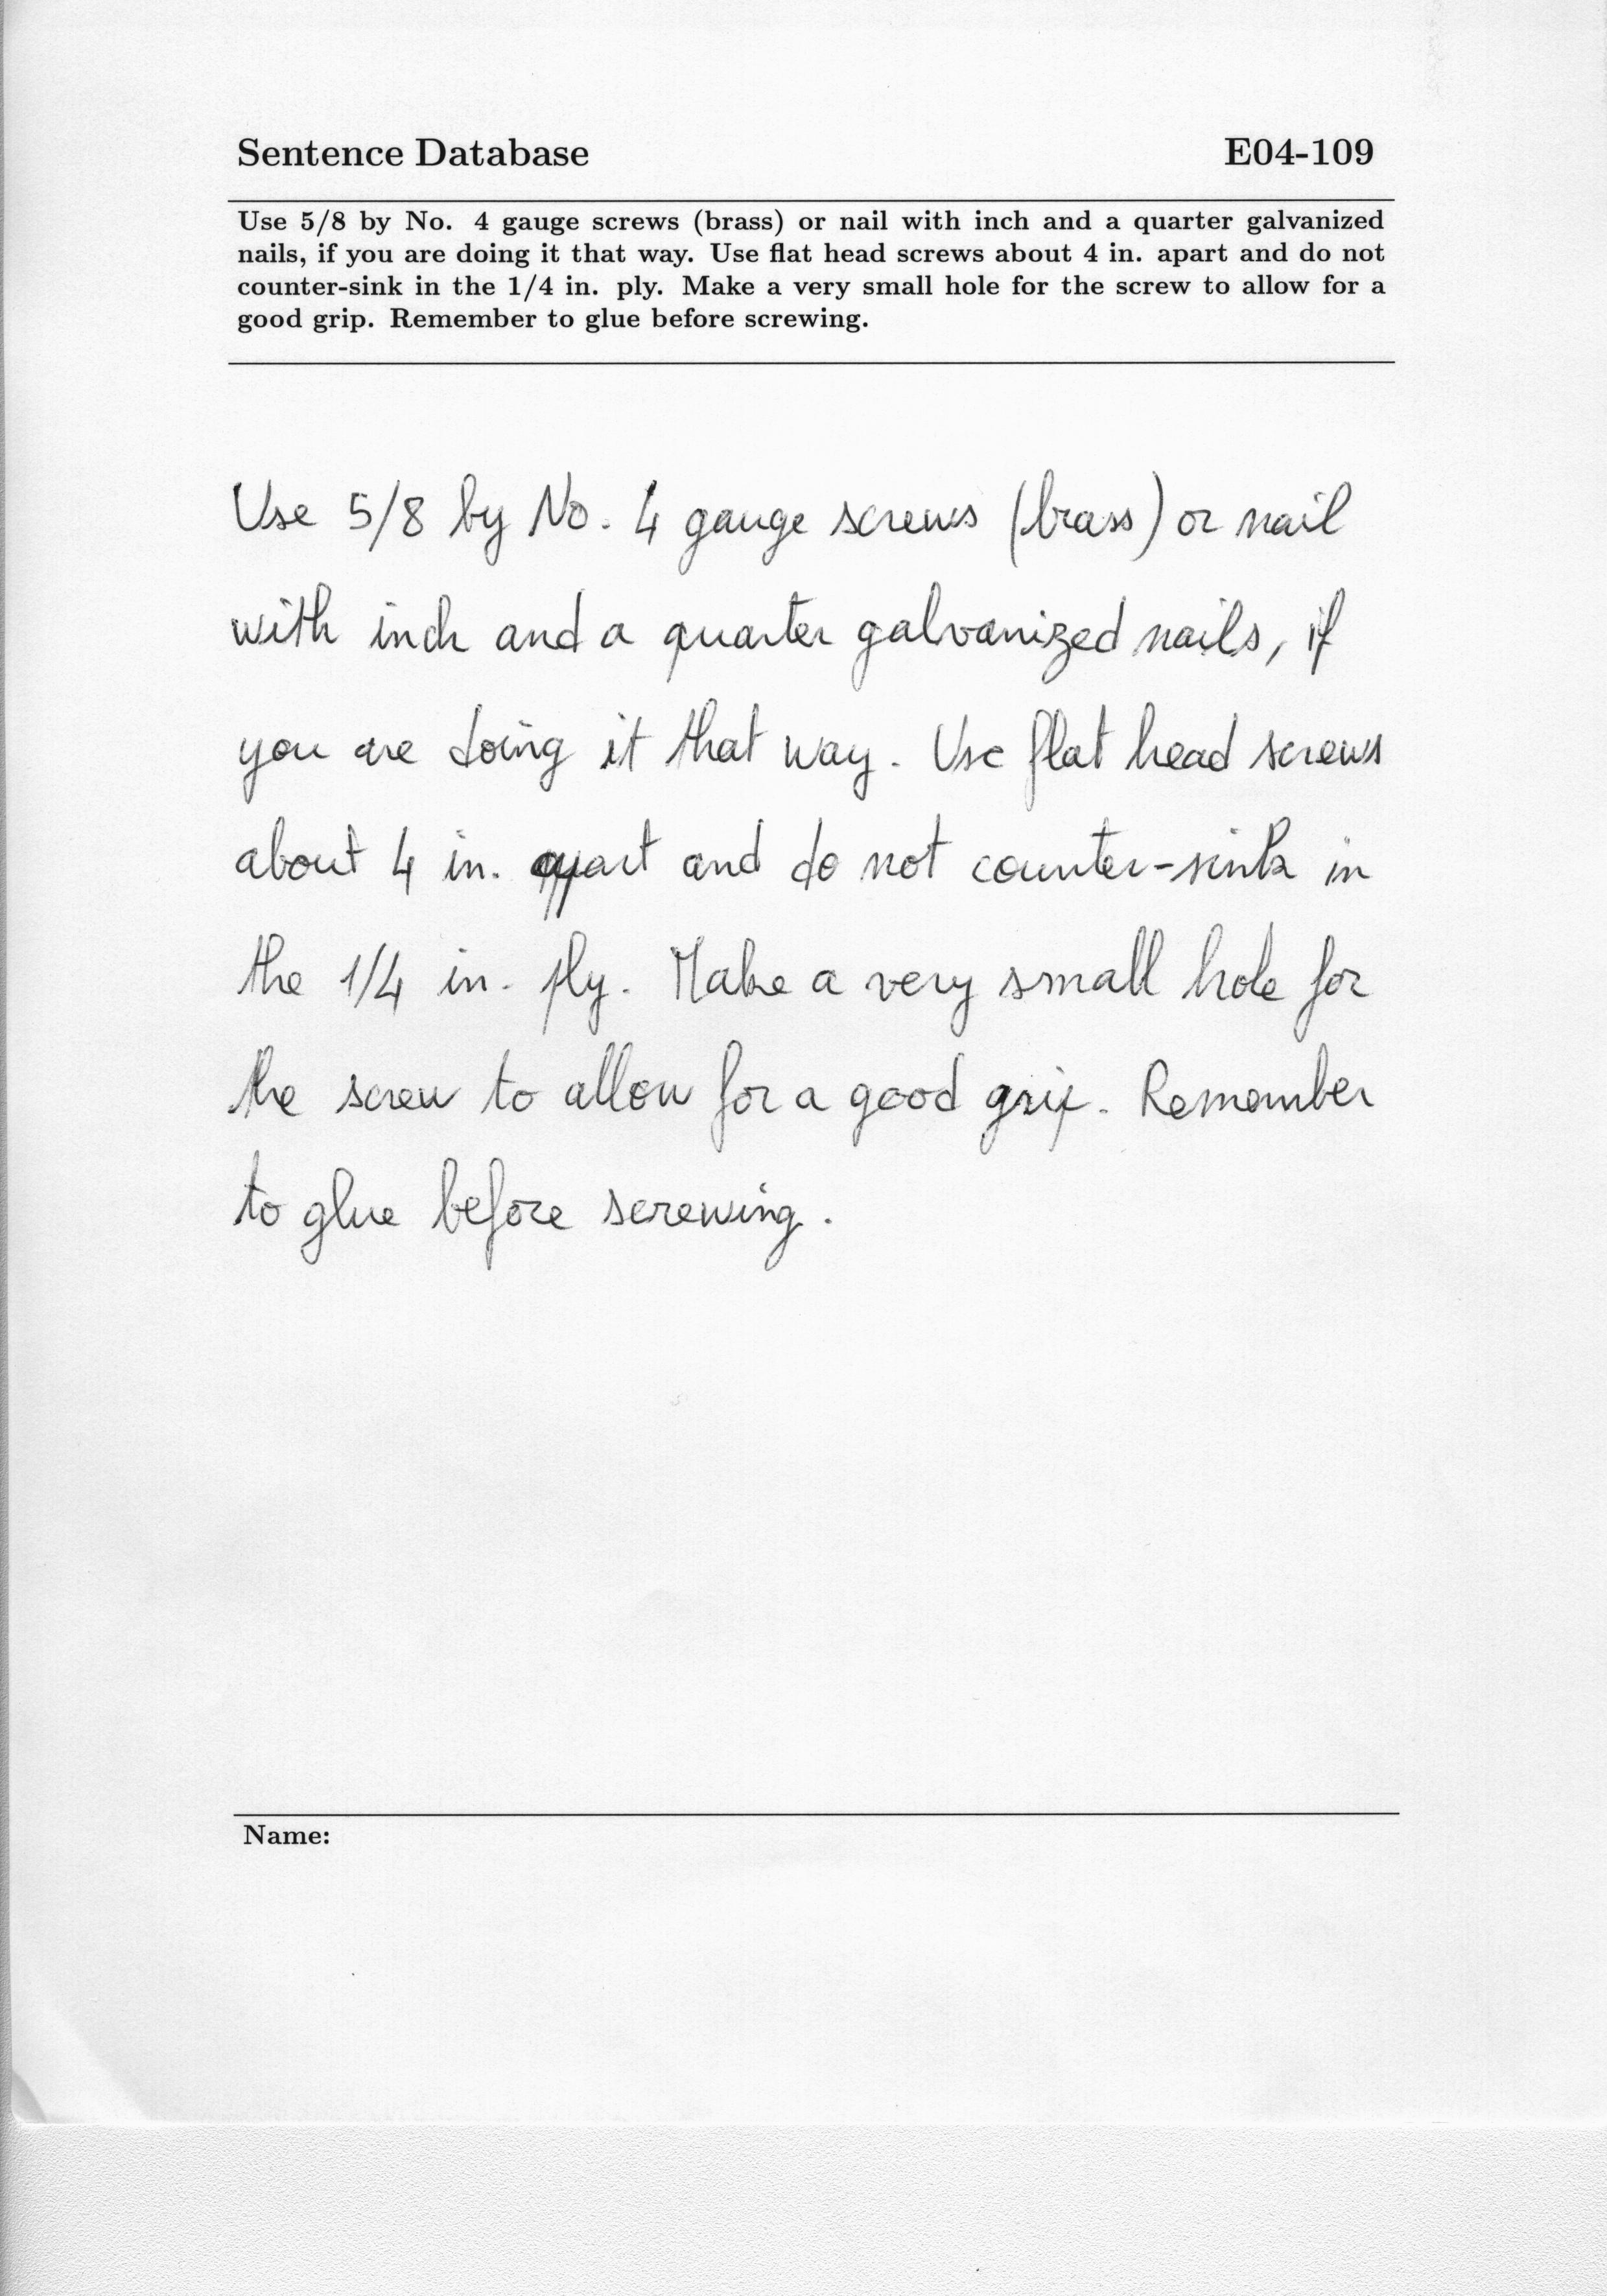 Sentence Database E04-109
Use 5/8 by No. 4 gauge screws (brass) or nail with inch and a quarter galvanized
nails, if you are doing it that way. Use flat head screws about 4 in. apart and do not
counter-sink in the 1/4 in. ply. Make a very small hole for the screw to allow for a
good grip. Remember to glue before screwing.
Use 5/8 by No. 4 gauge screws (brass) or nail
with inch and a quarter galvanized nails, if
you are doing it that way. Use flat head screws
about 4 in. apart and do not counter-sink in
the 1/4 in. ply. Make a very small hole for
the screw to allow for a good grip. Remember
to glue before screwing.
Name: